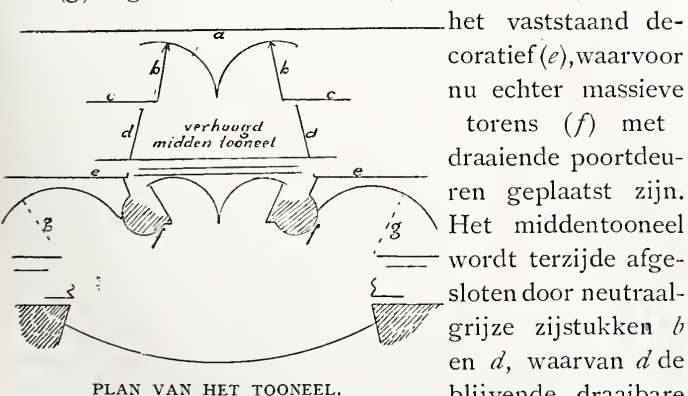 a
b
b
c
c
d
verhoogd
midden tooneel
d
e
e
f
f
g
g
PLAN VAN HET TOONEEL.
het vaststaand de-
coratief (e), waarvoor
nu echter massieve
torens (f) met
draaiende poortdeu-
ren geplaatst zijn.
Het middentooneel
wordt terzijde afge-
sloten door neutraal-
grijze zijstukken b
en d, waarvan d de
blijvende draaibare